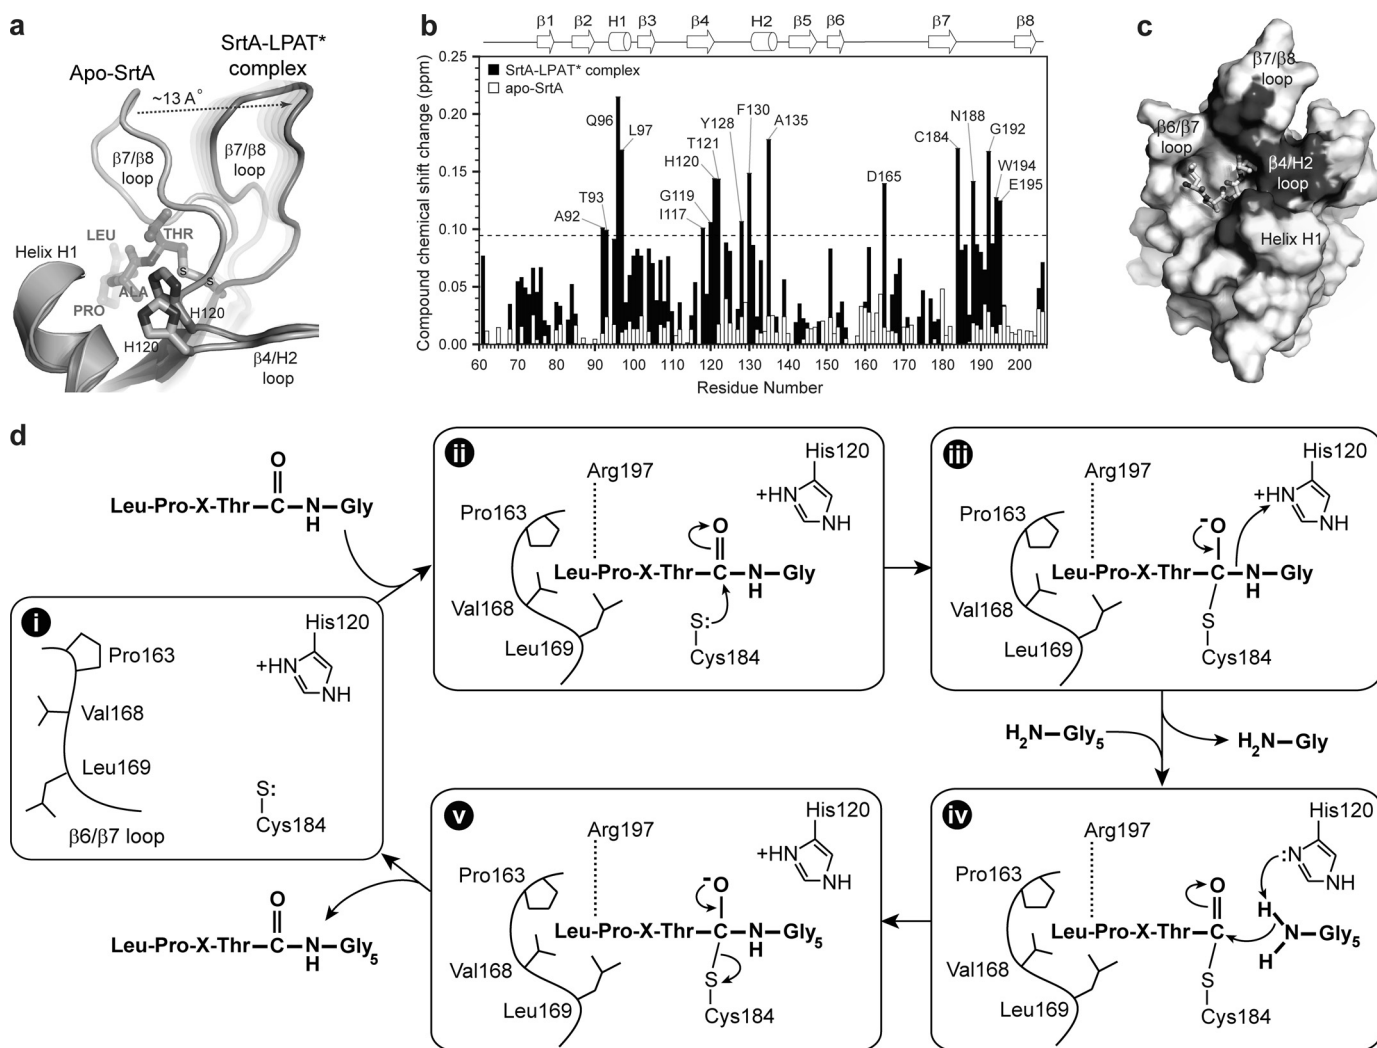 a
SrtA-LPAT*
complex
Apo-SrtA
~13 A°
β7/β8
loop
β7/β8
loop
LEU
THR
Helix H1
S
S
ALA
PRO
H120
H120
β4/H2
loop
b
β1 β2 H1 β3 β4 H2 β5 β6 β7 β8
Compound chemical shift change (ppm)
0.25
0.20
0.15
0.10
0.05
0.00
SrtA-LPAT* complex
apo-SrtA
A92
T93
Q96
L97
I117
G119
H120
T121
Y128
F130
A135
D165
C184
N188
G192
W194
E195
60 70 80 90 100 110 120 130 140 150 160 170 180 190 200
Residue Number
c
β7/β8
loop
β6/β7
loop
β4/H2
loop
Helix H1
d
O
Leu-Pro-X-Thr–C–N–Gly
H
i
His120
+HN
NH
Pro163
Val168
Leu169
S:
Cys184
β6/β7 loop
ii
His120
+HN
NH
Arg197
Pro163
O
Leu-Pro-X-Thr–C–N–Gly
H
Val168
S:
Leu169
Cys184
iii
His120
+HN
NH
Arg197
Pro163
-O
Leu-Pro-X-Thr–C–N–Gly
H
Val168
S
Leu169
Cys184
H2N–Gly5
H2N–Gly
iv
His120
:N
NH
Arg197
Pro163
O
H
Leu-Pro-X-Thr–C
N–Gly5
H
Val168
S
Leu169
Cys184
v
His120
+HN
NH
Arg197
Pro163
-O
Leu-Pro-X-Thr–C–N–Gly5
H
Val168
S
Leu169
Cys184
O
Leu-Pro-X-Thr–C–N–Gly5
H